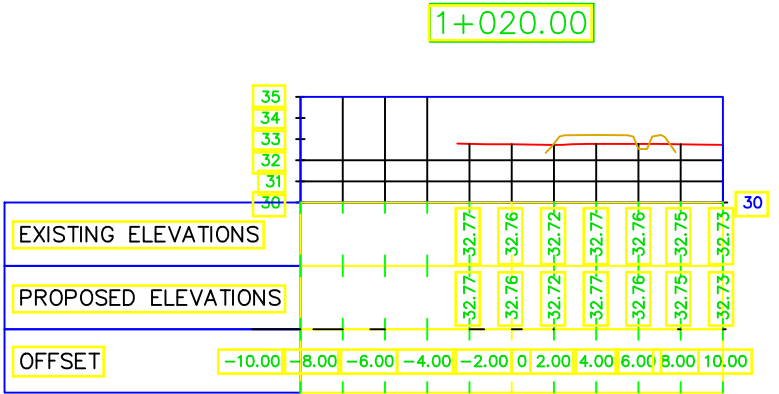 1+020.00
35
34
33
32
31
30 30
EXISTING ELEVATIONS 32.77 32.76 32.72 32.77 32.76 32.75 32.73
PROPOSED ELEVATIONS 32.77 32.76 32.72 32.77 32.76 32.75 32.73
OFFSET -10.00 -8.00 -6.00 -4.00 -2.00 0 2.00 4.00 6.00 8.00 10.00